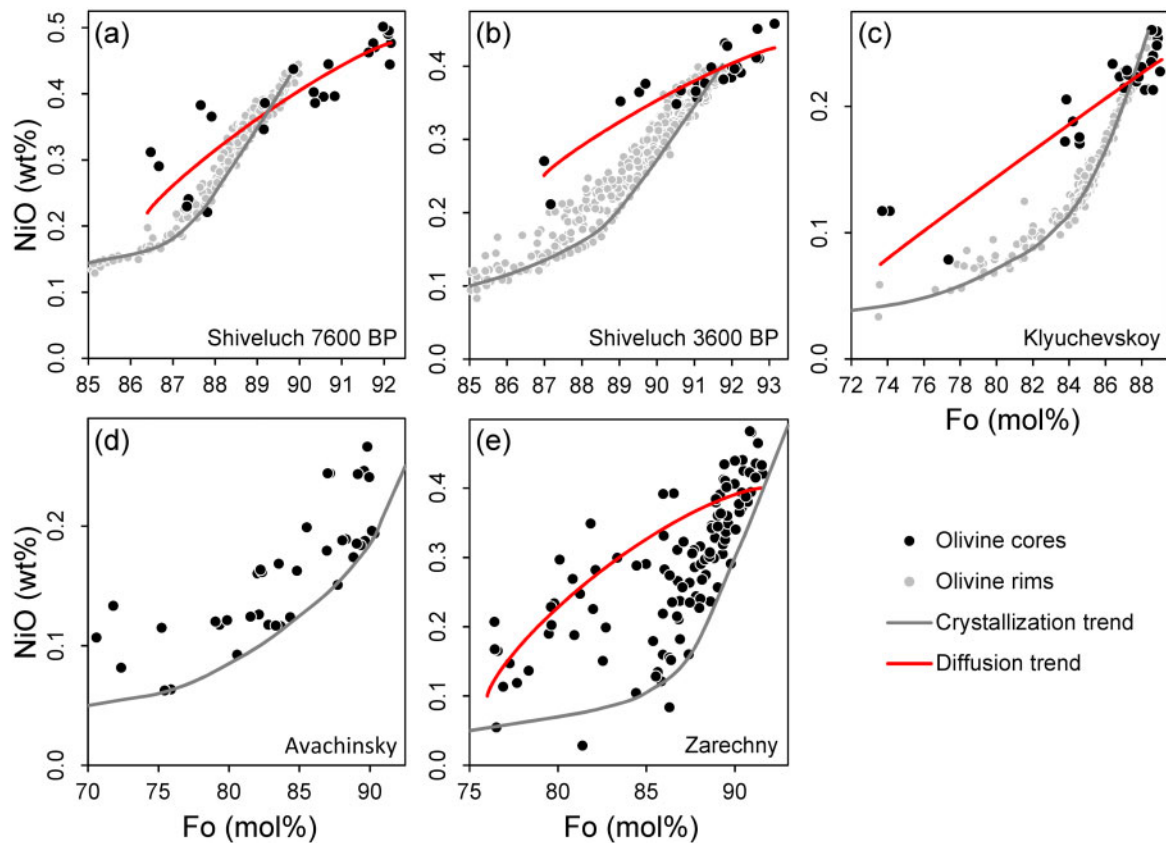 (a)
NiO (wt%)
0.5
0.4
0.3
0.2
0.1
0.0
Shiveluch 7600 BP
85 86 87 88 89 90 91 92
(b)
0.4
0.3
0.2
0.1
0.0
Shiveluch 3600 BP
85 86 87 88 89 90 91 92 93
(c)
0.2
0.1
0.0
Klyuchevskoy
72 74 76 78 80 82 84 86 88
Fo (mol%)
(d)
NiO (wt%)
0.2
0.1
0.0
Avachinsky
70 75 80 85 90
Fo (mol%)
(e)
0.4
0.3
0.2
0.1
0.0
Zarechny
75 80 85 90
Fo (mol%)
Olivine cores
Olivine rims
Crystallization trend
Diffusion trend